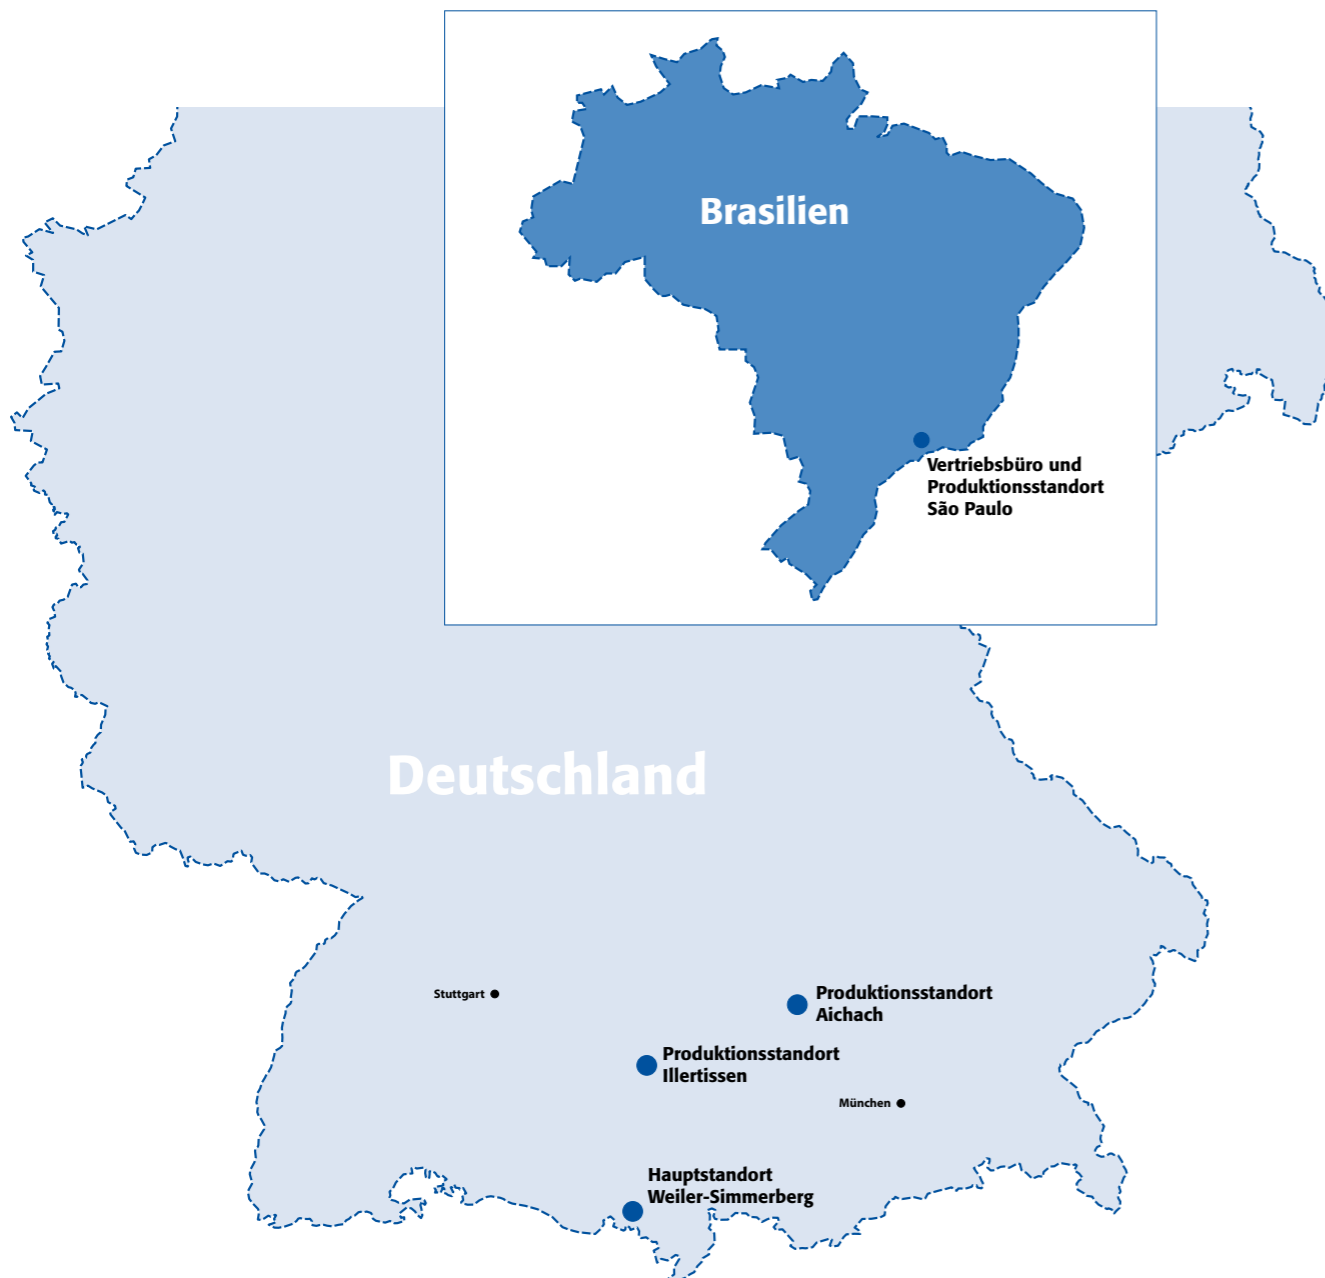 Brasilien
Vertriebsbüro und
Produktionsstandort
São Paulo
Deutschland
Stuttgart
Produktionsstandort
Aichach
Produktionsstandort
Illertissen
München
Hauptstandort
Weiler-Simmerberg